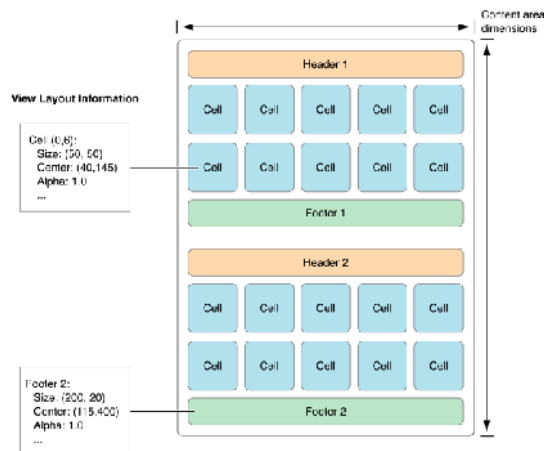 Content area
dimensions
Header 1
View Layout Information
Cell Cell Cell Cell Cell
Cell (0,6):
Size: (50, 50)
Center: (40,145)
Alpha: 1.0
...
Cell Cell Cell Cell Cell
Footer 1
Header 2
Cell Cell Cell Cell Cell
Cell Cell Cell Cell Cell
Footer 2:
Size: (200, 20)
Center: (115,400)
Alpha: 1.0
...
Footer 2